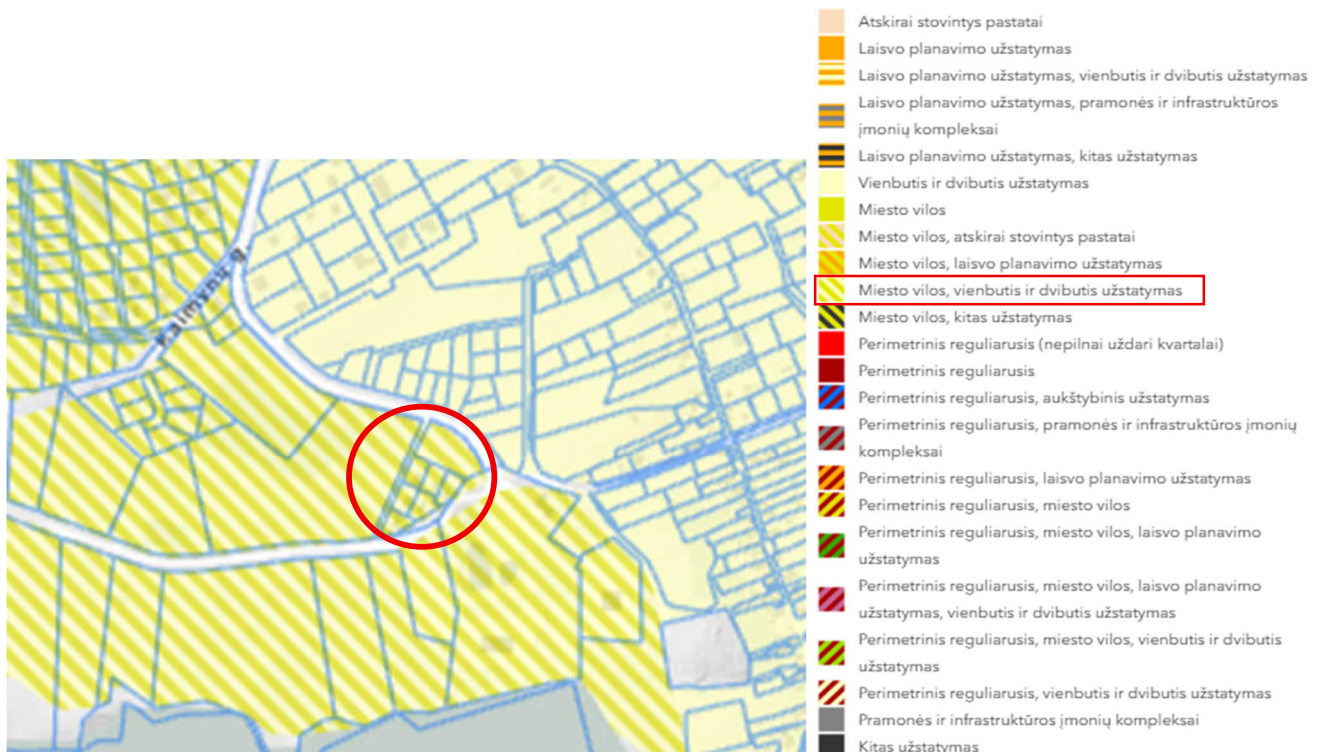 Atskirai stovintys pastatai
Laisvo planavimo užstatymas
Laisvo planavimo užstatymas, vienbutis ir dvibutis užstatymas
Laisvo planavimo užstatymas, pramonės ir infrastruktūros
įmonių kompleksai
Laisvo planavimo užstatymas, kitas užstatymas
Vienbutis ir dvibutis užstatymas
Miesto vilos
Miesto vilos, atskirai stovintys pastatai
Miesto vilos, laisvo planavimo užstatymas
Miesto vilos, vienbutis ir dvibutis užstatymas
Miesto vilos, kitas užstatymas
Perimetrinis reguliarusis (nepilnai uždari kvartalai)
Perimetrinis reguliarusis
Perimetrinis reguliarusis, aukštybinis užstatymas
Perimetrinis reguliarusis, pramonės ir infrastruktūros įmonių
kompleksai
Perimetrinis reguliarusis, laisvo planavimo užstatymas
Perimetrinis reguliarusis, miesto vilos
Perimetrinis reguliarusis, miesto vilos, laisvo planavimo
užstatymas
Perimetrinis reguliarusis, miesto vilos, laisvo planavimo
užstatymas, vienbutis ir dvibutis užstatymas
Perimetrinis reguliarusis, miesto vilos, vienbutis ir dvibutis
užstatymas
Perimetrinis reguliarusis, vienbutis ir dvibutis užstatymas
Pramonės ir infrastruktūros įmonių kompleksai
Kitas užstatymas